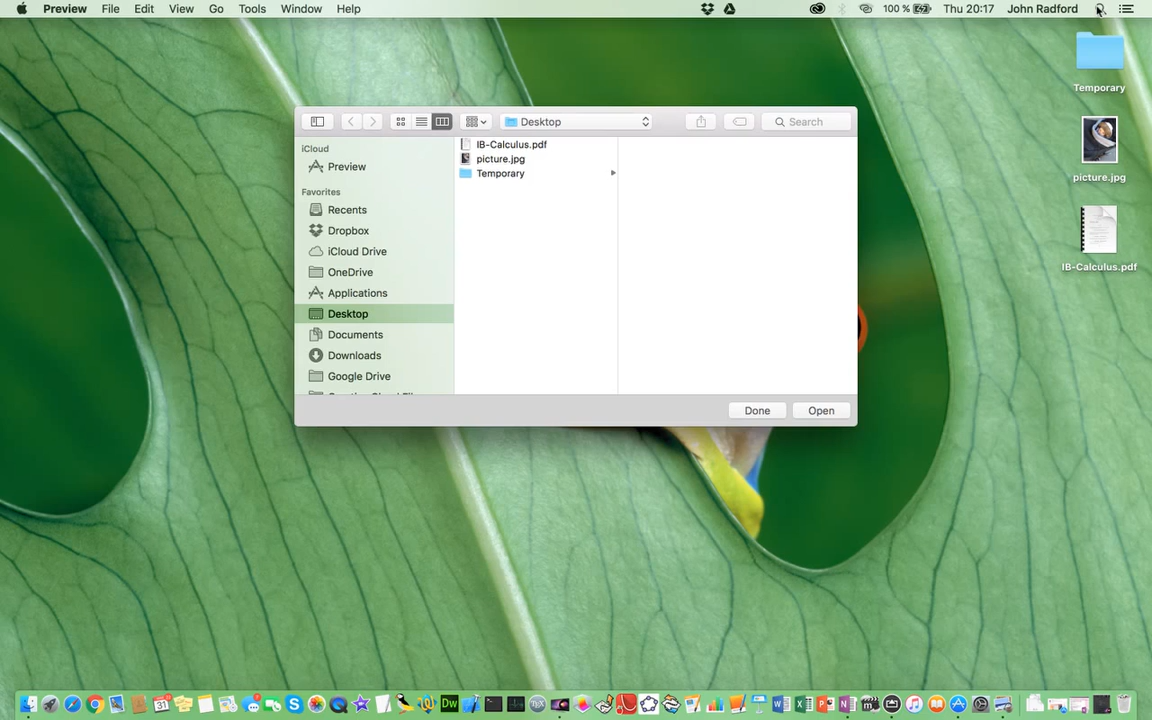 Preview File Edit View Go Tools Window Help 100 % Thu 20:17 John Radford
Desktop Search
iCloud
Preview
Favorites
Recents
Dropbox
iCloud Drive
OneDrive
Applications
Desktop
Documents
Downloads
Google Drive
IB-Calculus.pdf
picture.jpg
Temporary
Done Open
Temporary
picture.jpg
IB-Calculus.pdf
Dw